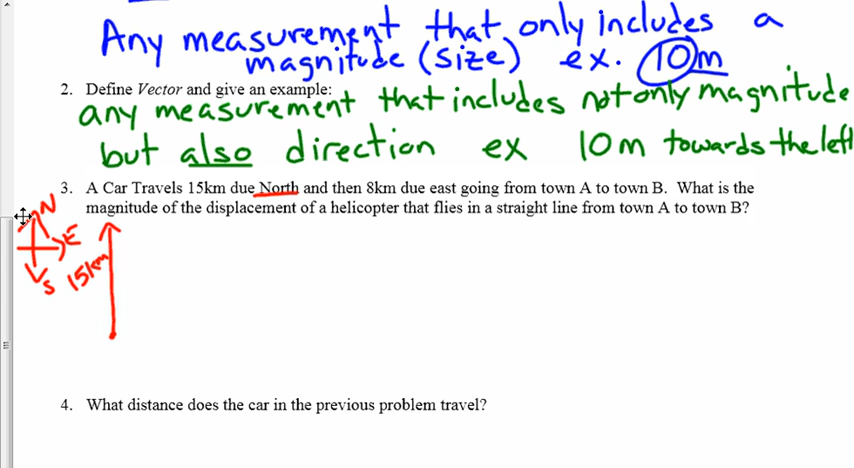 Any measurement that only includes a
magnitude (size) ex. 10m
2. Define Vector and give an example:
any measurement that includes not only magnitude
but also direction ex 10m towards the left
3. A Car Travels 15km due North and then 8km due east going from town A to town B. What is the
magnitude of the displacement of a helicopter that flies in a straight line from town A to town B?
N
E
S
15km
4. What distance does the car in the previous problem travel?